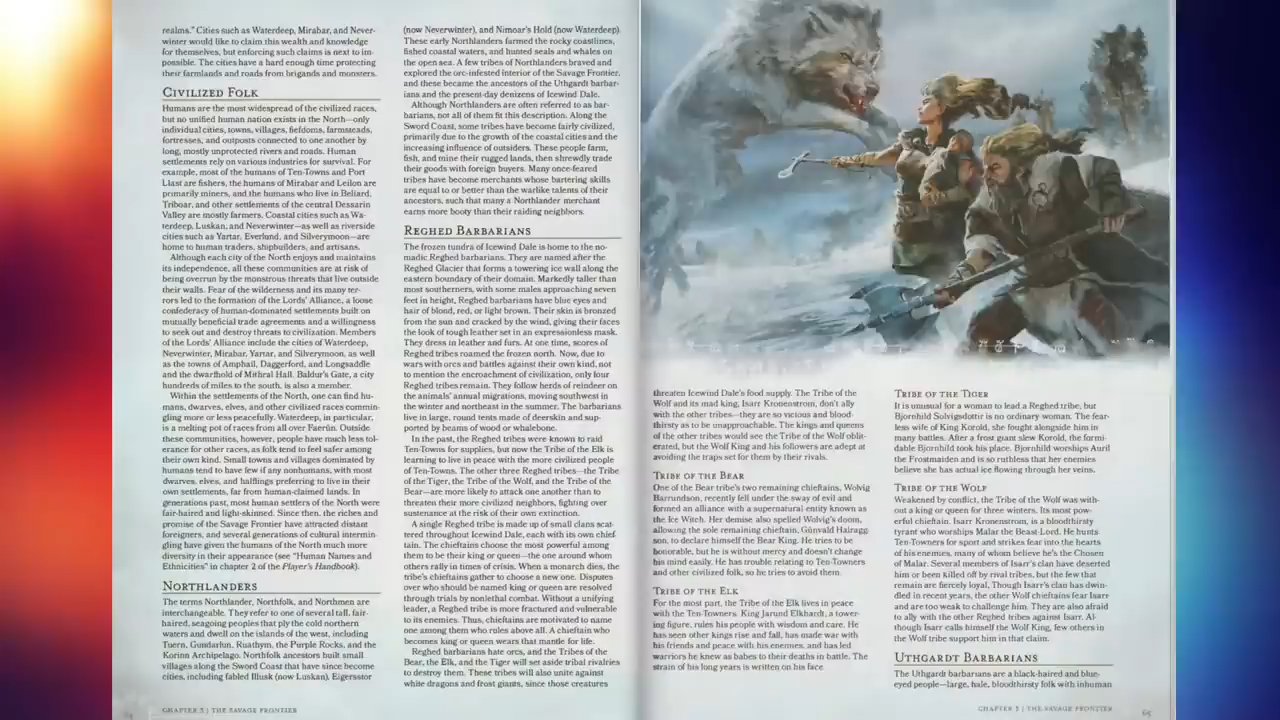 realms." Cities such as Waterdeep, Mirabar, and Never-
winter would like to claim this wealth and knowledge
for themselves, but enforcing such claims is next to im-
possible. The cities have a hard enough time protecting
their farmlands and roads from brigands and monsters.
CIVILIZED FOLK
Humans are the most widespread of the civilized races,
but no unified human nation exists in the North—only
individual cities, towns, villages, fiefdoms, farmsteads,
fortresses, and outposts connected to one another by
long, mostly unprotected rivers and roads. Human
settlements rely on various industries for survival. For
example, most of the humans of Ten-Towns and Port
Llast are fishers, the humans of Mirabar and Leilon are
primarily miners, and the humans who live in Beliard,
Triboar, and other settlements of the central Dessarin
Valley are mostly farmers. Coastal cities such as Wa-
terdeep, Luskan, and Neverwinter—as well as riverside
cities such as Yartar, Everlund, and Silverymoon—are
home to human traders, shipbuilders, and artisans.
Although each city of the North enjoys and maintains
its independence, all these communities are at risk of
being overrun by the monstrous threats that live outside
their walls. Fear of the wilderness and its many ter-
rors led to the formation of the Lords' Alliance, a loose
confederacy of human-dominated settlements built on
mutually beneficial trade agreements and a willingness
to seek out and destroy threats to civilization. Members
of the Lords' Alliance include the cities of Waterdeep,
Neverwinter, Mirabar, Yartar, and Silverymoon, as well
as the towns of Amphail, Daggerford, and Longsaddle
and the dwarfhold of Mithral Hall. Baldur's Gate, a city
hundreds of miles to the south, is also a member.
Within the settlements of the North, one can find hu-
mans, dwarves, elves, and other civilized races commin-
gling more or less peacefully. Waterdeep, in particular,
is a melting pot of races from all over Faerûn. Outside
these communities, however, people have much less tol-
erance for other races, as folk tend to feel safer among
their own kind. Small towns and villages dominated by
humans tend to have few if any nonhumans, with most
dwarves, elves, and halflings preferring to live in their
own settlements, far from human-claimed lands. In
generations past, most human settlers of the North were
fair-haired and light-skinned. Since then, the riches and
promise of the Savage Frontier have attracted distant
foreigners, and several generations of cultural intermin-
gling have given the humans of the North much more
diversity in their appearance (see "Human Names and
Ethnicities" in chapter 2 of the Player's Handbook).
NORTHLANDERS
The terms Northlander, Northfolk, and Northmen are
interchangeable. They refer to one of several tall, fair-
haired, seagoing peoples that ply the cold northern
waters and dwell on the islands of the west, including
Tuern, Gundarlun, Ruathym, the Purple Rocks, and the
Korinn Archipelago. Northfolk ancestors built small
villages along the Sword Coast that have since become
cities, including fabled Illusk (now Luskan), Eigersstor
(now Neverwinter), and Nimoar's Hold (now Waterdeep).
These early Northlanders farmed the rocky coastlines,
fished coastal waters, and hunted seals and whales on
the open sea. A few tribes of Northlanders braved and
explored the orc-infested interior of the Savage Frontier,
and these became the ancestors of the Uthgardt barbar-
ians and the present-day denizens of Icewind Dale.
Although Northlanders are often referred to as bar-
barians, not all of them fit this description. Along the
Sword Coast, some tribes have become fairly civilized,
primarily due to the growth of the coastal cities and the
increasing influence of outsiders. These people farm,
fish, and mine their rugged lands, then shrewdly trade
their goods with foreign buyers. Many once-feared
tribes have become merchants whose bartering skills
are equal to or better than the warlike talents of their
ancestors, such that many a Northlander merchant
earns more booty than their raiding neighbors.
REGHED BARBARIANS
The frozen tundra of Icewind Dale is home to the no-
madic Reghed barbarians. They are named after the
Reghed Glacier that forms a towering ice wall along the
eastern boundary of their domain. Markedly taller than
most southerners, with some males approaching seven
feet in height, Reghed barbarians have blue eyes and
hair of blond, red, or light brown. Their skin is bronzed
from the sun and cracked by the wind, giving their faces
the look of tough leather set in an expressionless mask.
They dress in leather and furs. At one time, scores of
Reghed tribes roamed the frozen north. Now, due to
wars with orcs and battles against their own kind, not
to mention the encroachment of civilization, only four
Reghed tribes remain. They follow herds of reindeer on
the animals' annual migrations, moving southwest in
the winter and northeast in the summer. The barbarians
live in large, round tents made of deerskin and sup-
ported by beams of wood or whalebone.
In the past, the Reghed tribes were known to raid
Ten-Towns for supplies, but now the Tribe of the Elk is
learning to live in peace with the more civilized people
of Ten-Towns. The other three Reghed tribes—the Tribe
of the Tiger, the Tribe of the Wolf, and the Tribe of the
Bear—are more likely to attack one another than to
threaten their more civilized neighbors, fighting over
sustenance at the risk of their own extinction.
A single Reghed tribe is made up of small clans scat-
tered throughout Icewind Dale, each with its own chief-
tain. The chieftains choose the most powerful among
them to be their king or queen—the one around whom
others rally in times of crisis. When a monarch dies, the
tribe's chieftains gather to choose a new one. Disputes
over who should be named king or queen are resolved
through trials by nonlethal combat. Without a unifying
leader, a Reghed tribe is more fractured and vulnerable
to its enemies. Thus, chieftains are motivated to name
one among them who rules above all. A chieftain who
becomes king or queen wears that mantle for life.
Reghed barbarians hate orcs, and the Tribes of the
Bear, the Elk, and the Tiger will set aside tribal rivalries
to destroy them. These tribes will also unite against
white dragons and frost giants, since those creatures
CHAPTER 3 | THE SAVAGE FRONTIER
threaten Icewind Dale's food supply. The Tribe of the
Wolf and its mad king, Isarr Kronenstrom, don't ally
with the other tribes—they are so vicious and blood-
thirsty as to be unapproachable. The kings and queens
of the other tribes would see the Tribe of the Wolf oblit-
erated, but the Wolf King and his followers are adept at
avoiding the traps set for them by their rivals.
TRIBE OF THE BEAR
One of the Bear tribe's two remaining chieftains, Wolvig
Barrundson, recently fell under the sway of evil and
formed an alliance with a supernatural entity known as
the Ice Witch. Her demise also spelled Wolvig's doom,
allowing the sole remaining chieftain, Günvald Halragg
son, to declare himself the Bear King. He tries to be
honorable, but he is without mercy and doesn't change
his mind easily. He has trouble relating to Ten-Towners
and other civilized folk, so he tries to avoid them.
TRIBE OF THE ELK
For the most part, the Tribe of the Elk lives in peace
with the Ten-Towners. King Jarund Elkhardt, a tower-
ing figure, rules his people with wisdom and care. He
has seen other kings rise and fall, has made war with
his friends and peace with his enemies, and has led
warriors he knew as babes to their deaths in battle. The
strain of his long years is written on his face.
TRIBE OF THE TIGER
It is unusual for a woman to lead a Reghed tribe, but
Bjornhild Solvigsdottir is no ordinary woman. The fear-
less wife of King Korold, she fought alongside him in
many battles. After a frost giant slew Korold, the formi-
dable Bjornhild took his place. Bjornhild worships Auril
the Frostmaiden and is so ruthless that her enemies
believe she has actual ice flowing through her veins.
TRIBE OF THE WOLF
Weakened by conflict, the Tribe of the Wolf was with-
out a king or queen for three winters. Its most pow-
erful chieftain, Isarr Kronenstrom, is a bloodthirsty
tyrant who worships Malar the Beast-Lord. He hunts
Ten-Towners for sport and strikes fear into the hearts
of his enemies, many of whom believe he's the Chosen
of Malar. Several members of Isarr's clan have deserted
him or been killed off by rival tribes, but the few that
remain are fiercely loyal. Though Isarr's clan has dwin-
dled in recent years, the other Wolf chieftains fear Isarr
and are too weak to challenge him. They are also afraid
to ally with the other Reghed tribes against Isarr. Al-
though Isarr calls himself the Wolf King, few others in
the Wolf tribe support him in that claim.
UTHGARDT BARBARIANS
The Uthgardt barbarians are a black-haired and blue-
eyed people—large, hale, bloodthirsty folk with inhuman
CHAPTER 3 | THE SAVAGE FRONTIER
65